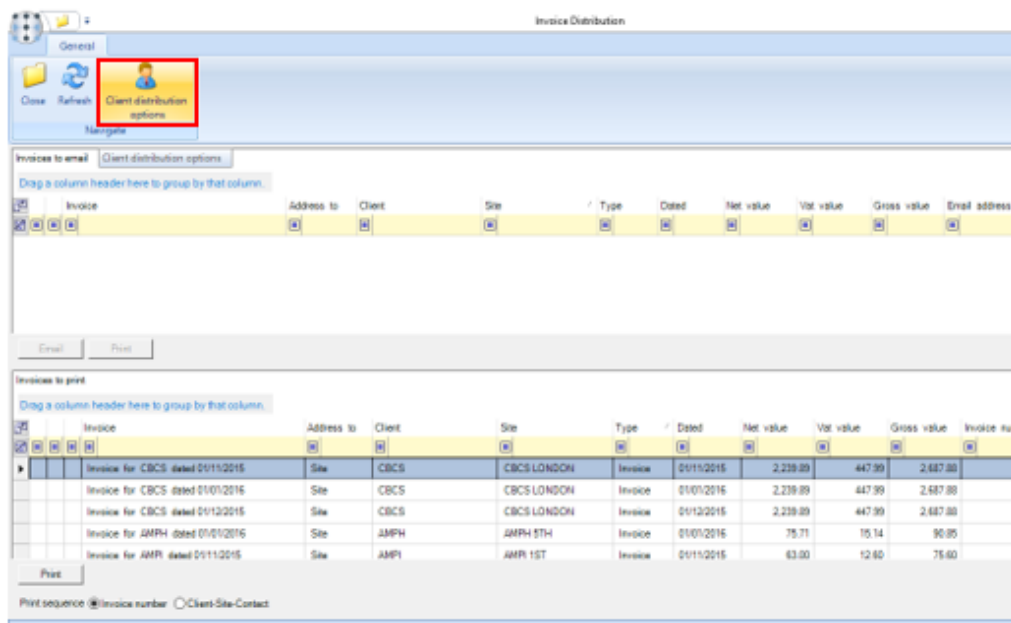 Invoice Distribution
General
Close Refresh Client distribution options
Navigate
Invoices to email Client distribution options
Drag a column header here to group by that column.
Invoice Address to Client Site Type Dated Net value Vat value Gross value Email address
Email Print
Invoices to print
Drag a column header here to group by that column.
Invoice Address to Client Site Type Dated Net value Vat value Gross value Invoice nu
Invoice for CBCS dated 01/11/2015 Site CBCS CBCS LONDON Invoice 01/11/2015 2,239.89 447.99 2,687.88
Invoice for CBCS dated 01/01/2016 Site CBCS CBCS LONDON Invoice 01/01/2016 2,239.89 447.99 2,687.88
Invoice for CBCS dated 01/12/2015 Site CBCS CBCS LONDON Invoice 01/12/2015 2,239.89 447.99 2,687.88
Invoice for AMPH dated 01/01/2016 Site AMPH AMPH 5TH Invoice 01/01/2016 75.71 15.14 90.85
Invoice for AMPI dated 01/11/2015 Site AMPI AMPI 1ST Invoice 01/11/2015 63.00 12.60 75.60
Print
Print sequence Invoice number Client-Site-Contact